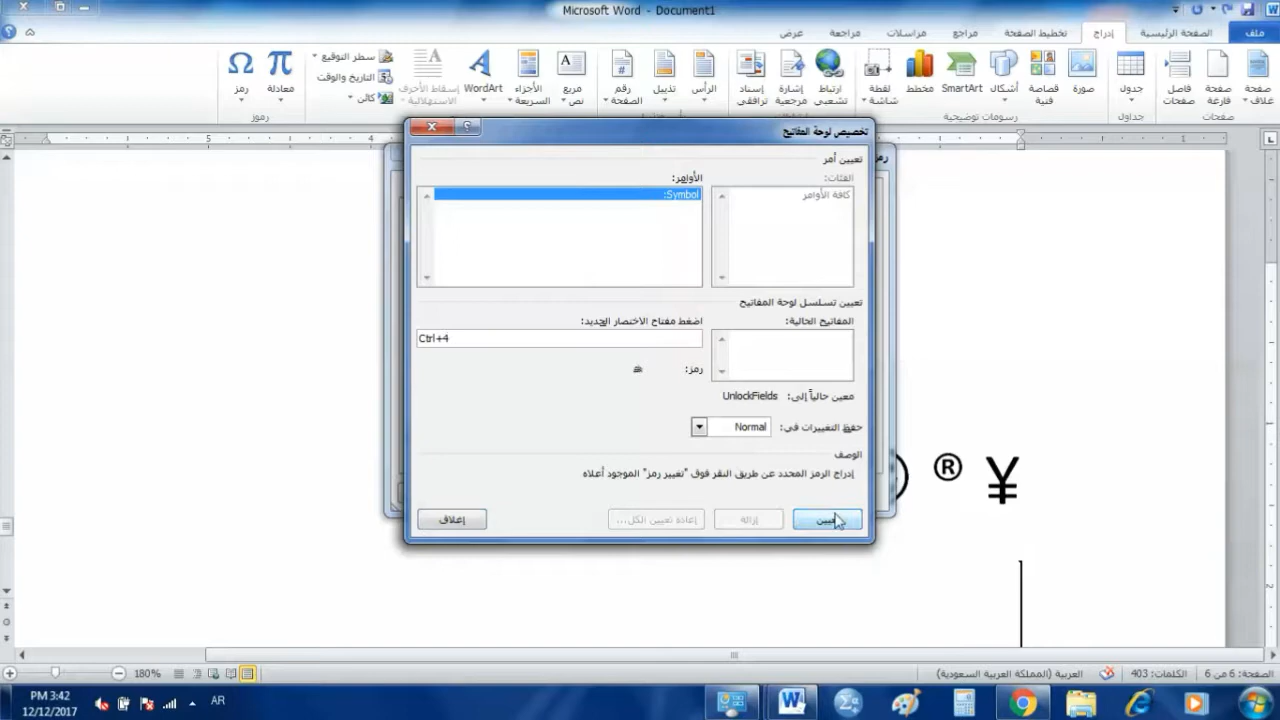 Microsoft Word - Document1
ملف
الصفحة الرئيسية
إدراج
تخطيط الصفحة
مراجع
مراسلات
مراجعة
عرض
صفحة غلاف
صفحة فارغة
فاصل صفحات
صفحات
جدول
جداول
صورة
قصاصة فنية
أشكال
SmartArt
مخطط
لقطة شاشة
رسومات توضيحية
ارتباط تشعبي
إشارة مرجعية
إسناد ترافقي
الرأس
تذييل
رقم الصفحة
مربع نص
الأجزاء السريعة
WordArt
إسقاط الأحرف الاستهلالية
سطر التوقيع
التاريخ والوقت
كائن
معادلة
رمز
رموز
5
4
1
تخصيص لوحة المفاتيح
تعيين أمر
الفئات:
الأوامر:
كافة الأوامر
Symbol:
تعيين تسلسل لوحة المفاتيح
المفاتيح الحالية:
اضغط مفتاح الاختصار الجديد:
Ctrl+4
رمز:
معين حالياً إلى: UnlockFields
حفظ التغييرات في:
Normal
الوصف
إدراج الرمز المحدد عن طريق النقر فوق "تغيير رمز" الموجود أعلاه
تعيين
إزالة
إعادة تعيين الكل...
إغلاق
¥ ®
الصفحة: 6 من 6
الكلمات: 403
العربية (المملكة العربية السعودية)
180%
AR
PM 3:42
12/12/2017